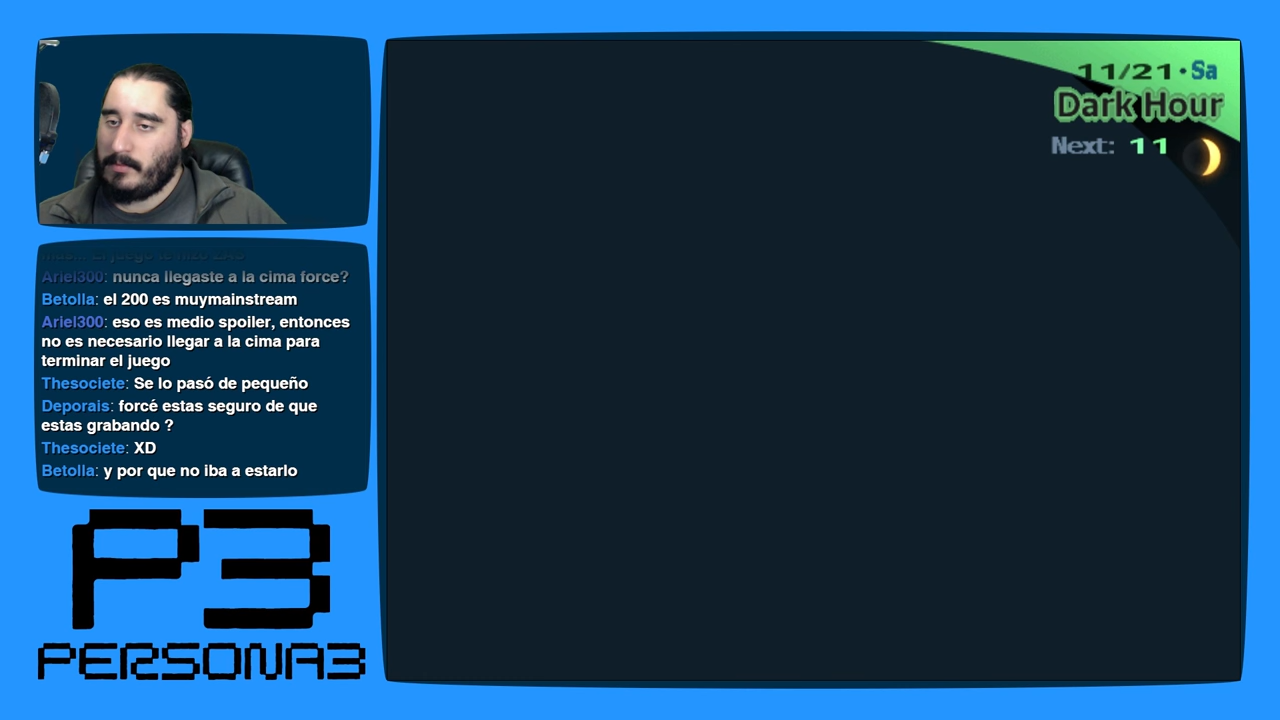 11/21·Sa
Dark Hour
Next: 11
Ariel300: nunca llegaste a la cima force?
Betolla: el 200 es muymainstream
Ariel300: eso es medio spoiler, entonces
no es necesario llegar a la cima para
terminar el juego
Thesociete: Se lo pasó de pequeño
Deporais: forcé estas seguro de que
estas grabando ?
Thesociete: XD
Betolla: y por que no iba a estarlo
P3
PERSONA3